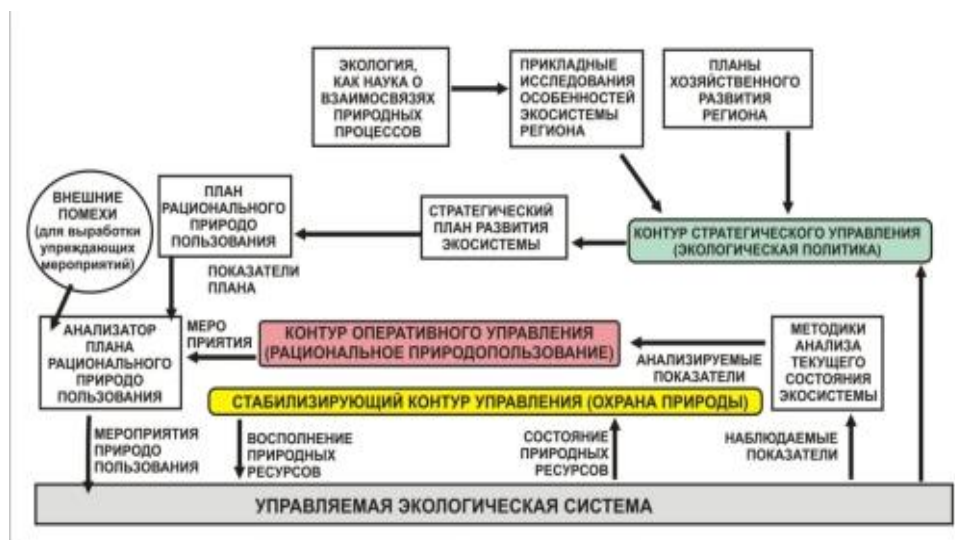 ЭКОЛОГИЯ,
КАК НАУКА О
ВЗАИМОСВЯЗЯХ
ПРИРОДНЫХ
ПРОЦЕССОВ
ПРИКЛАДНЫЕ
ИССЛЕДОВАНИЯ
ОСОБЕННОСТЕЙ
ЭКОСИСТЕМЫ
РЕГИОНА
ПЛАНЫ
ХОЗЯЙСТВЕННОГО
РАЗВИТИЯ
РЕГИОНА
ВНЕШНИЕ
ПОМЕХИ
(для выработки
упреждающих
мероприятий)
ПЛАН
РАЦИОНАЛЬНОГО
ПРИРОДО
ПОЛЬЗОВАНИЯ
СТРАТЕГИЧЕСКИЙ
ПЛАН РАЗВИТИЯ
ЭКОСИСТЕМЫ
КОНТУР СТРАТЕГИЧЕСКОГО УПРАВЛЕНИЯ
(ЭКОЛОГИЧЕСКАЯ ПОЛИТИКА)
ПОКАЗАТЕЛИ
ПЛАНА
АНАЛИЗАТОР
ПЛАНА
РАЦИОНАЛЬНОГО
ПРИРОДО
ПОЛЬЗОВАНИЯ
МЕРО
ПРИЯТИЯ
КОНТУР ОПЕРАТИВНОГО УПРАВЛЕНИЯ
(РАЦИОНАЛЬНОЕ ПРИРОДОПОЛЬЗОВАНИЕ)
АНАЛИЗИРУЕМЫЕ
ПОКАЗАТЕЛИ
МЕТОДИКИ
АНАЛИЗА
ТЕКУЩЕГО
СОСТОЯНИЯ
ЭКОСИСТЕМЫ
СТАБИЛИЗИРУЮЩИЙ КОНТУР УПРАВЛЕНИЯ (ОХРАНА ПРИРОДЫ)
МЕРОПРИЯТИЯ
ПРИРОДО
ПОЛЬЗОВАНИЯ
ВОСПОЛНЕНИЕ
ПРИРОДНЫХ
РЕСУРСОВ
СОСТОЯНИЕ
ПРИРОДНЫХ
РЕСУРСОВ
НАБЛЮДАЕМЫЕ
ПОКАЗАТЕЛИ
УПРАВЛЯЕМАЯ ЭКОЛОГИЧЕСКАЯ СИСТЕМА